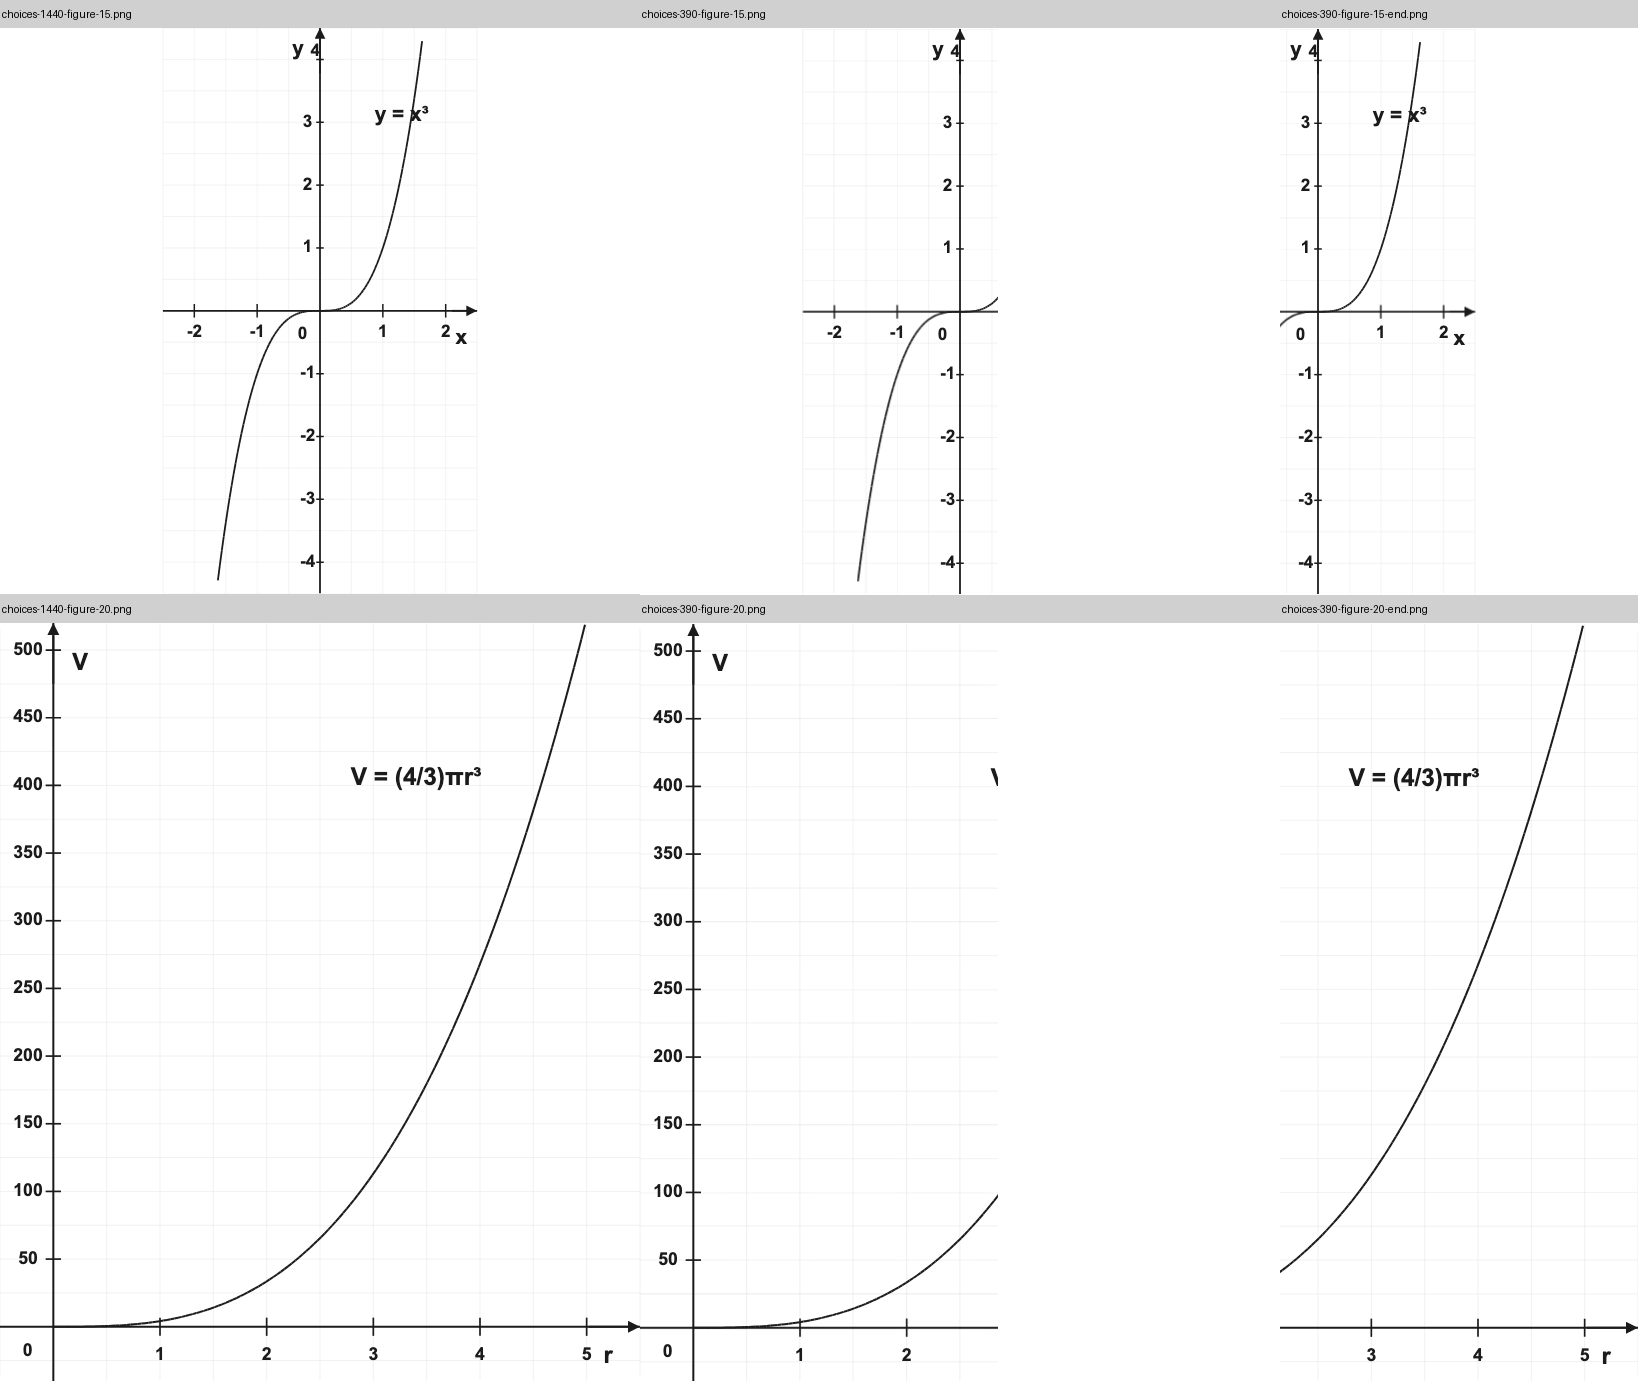 choices-1440-figure-15.png
y 4
y = x³
3
2
1
-2 -1 0 1 2 x
-1
-2
-3
-4
choices-390-figure-15.png
y 4
3
2
1
-2 -1 0
-1
-2
-3
-4
choices-390-figure-15-end.png
y 4
y = x³
3
2
1
0 1 2 x
-1
-2
-3
-4
choices-1440-figure-20.png
500 V
450
V = (4/3)πr³
400
350
300
250
200
150
100
50
0 1 2 3 4 5 r
choices-390-figure-20.png
500 V
450
400
350
300
250
200
150
100
50
0 1 2
choices-390-figure-20-end.png
V = (4/3)πr³
3 4 5 r